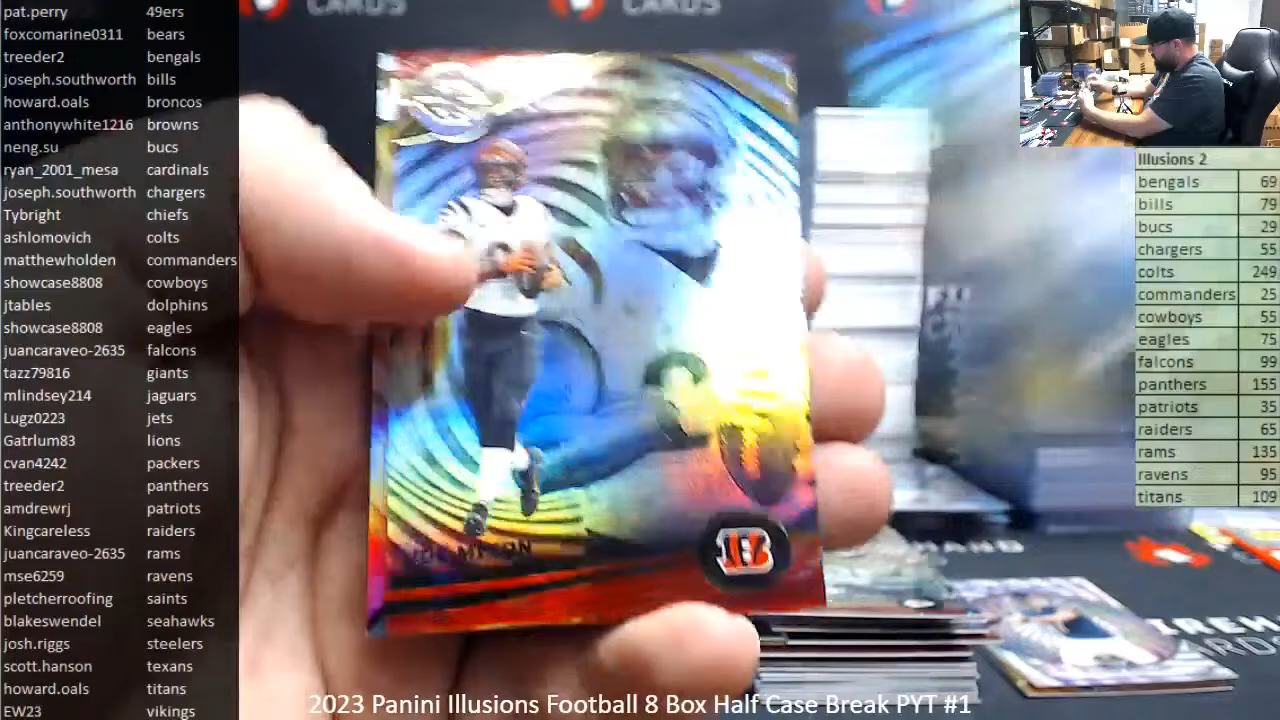 pat.perry 49ers
foxcomarine0311 bears
treeder2 bengals
joseph.southworth bills
howard.oals broncos
anthonywhite1216 browns
neng.su bucs
ryan_2001_mesa cardinals
joseph.southworth chargers
Tybright chiefs
ashlomovich colts
matthewholden commanders
showcase8808 cowboys
jtables dolphins
showcase8808 eagles
juancaraveo-2635 falcons
tazz79816 giants
mlindsey214 jaguars
Lugz0223 jets
Gatrlum83 lions
cvan4242 packers
treeder2 panthers
amdrewrj patriots
Kingcareless raiders
juancaraveo-2635 rams
mse6259 ravens
pletcherroofing saints
blakeswendel seahawks
josh.riggs steelers
scott.hanson texans
howard.oals titans
EW23 vikings
CARDS CARDS
Illusions 2
bengals 69
bills 79
bucs 29
chargers 55
colts 249
commanders 25
cowboys 55
eagles 75
falcons 99
panthers 155
patriots 35
raiders 65
rams 135
ravens 95
titans 109
2023 Panini Illusions Football 8 Box Half Case Break PYT #1